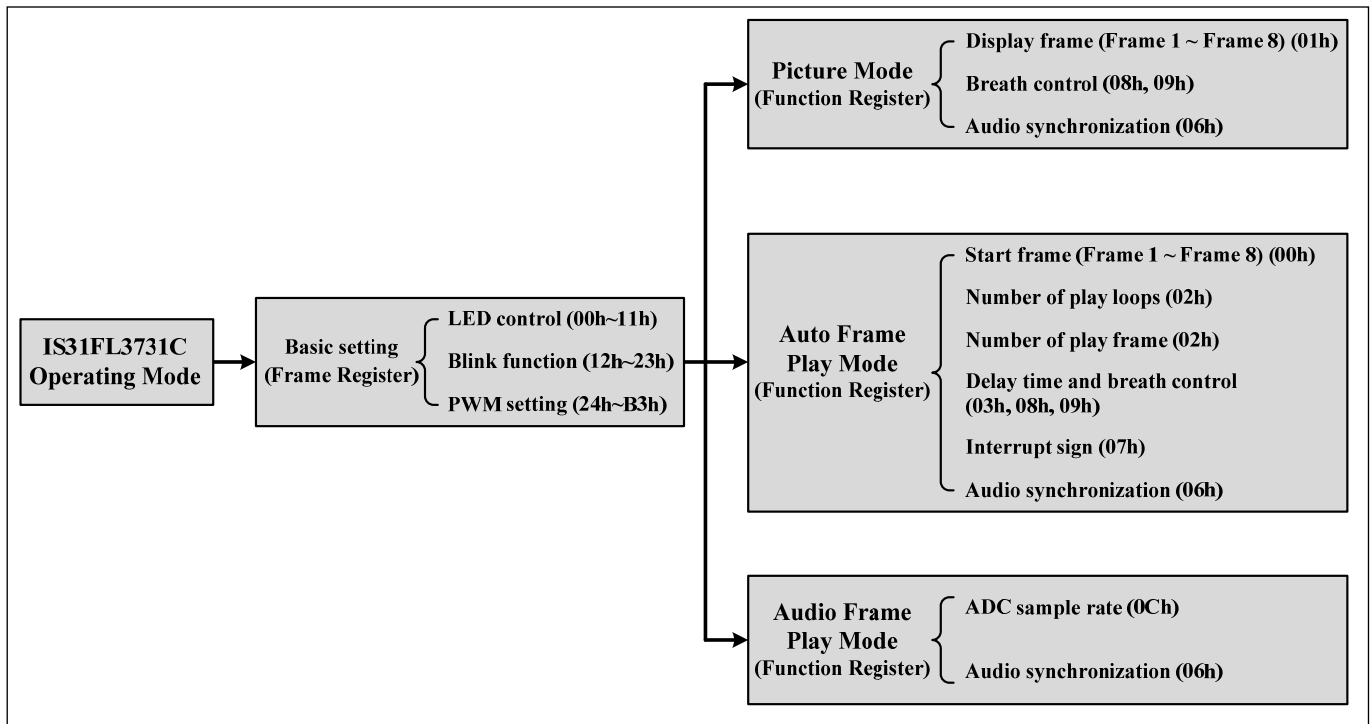 IS31FL3731C
Operating Mode
Basic setting
(Frame Register)
LED control (00h~11h)
Blink function (12h~23h)
PWM setting (24h~B3h)
Picture Mode
(Function Register)
Display frame (Frame 1 ~ Frame 8) (01h)
Breath control (08h, 09h)
Audio synchronization (06h)
Auto Frame
Play Mode
(Function Register)
Start frame (Frame 1 ~ Frame 8) (00h)
Number of play loops (02h)
Number of play frame (02h)
Delay time and breath control
(03h, 08h, 09h)
Interrupt sign (07h)
Audio synchronization (06h)
Audio Frame
Play Mode
(Function Register)
ADC sample rate (0Ch)
Audio synchronization (06h)